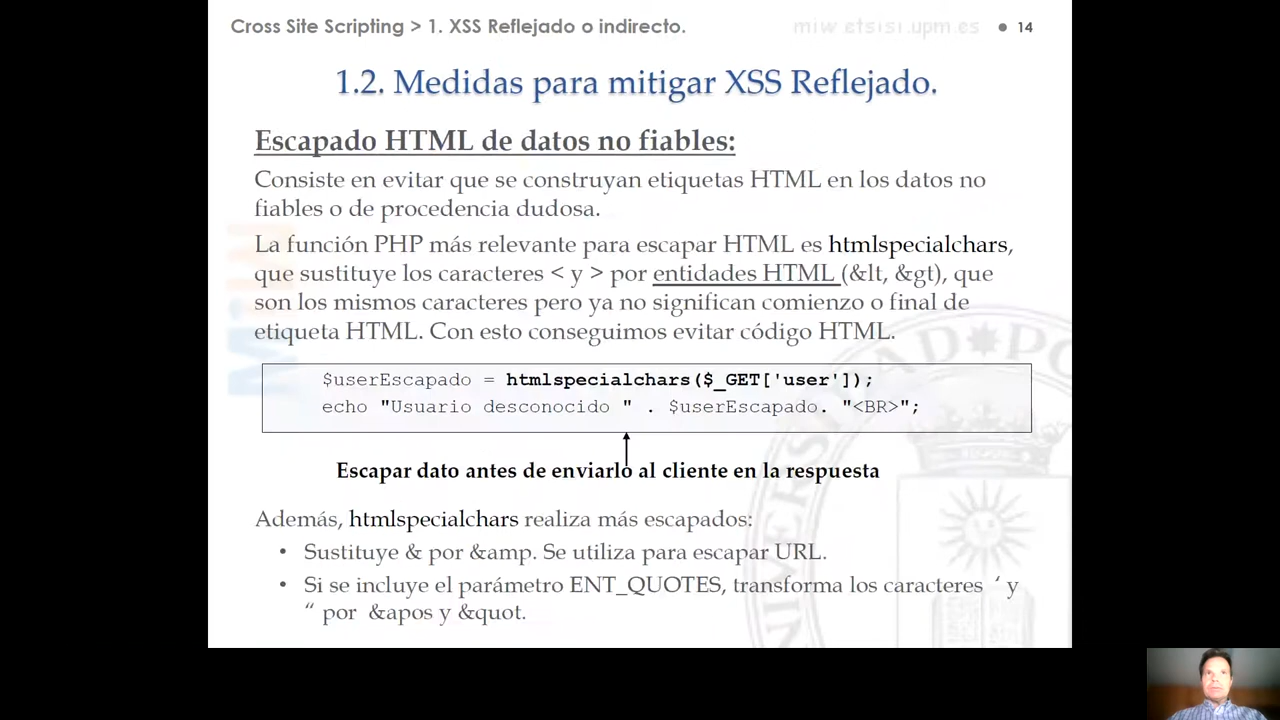 Cross Site Scripting > 1. XSS Reflejado o indirecto.
miw.etsisi.upm.es ● 14
1.2. Medidas para mitigar XSS Reflejado.
Escapado HTML de datos no fiables:
Consiste en evitar que se construyan etiquetas HTML en los datos no
fiables o de procedencia dudosa.
La función PHP más relevante para escapar HTML es htmlspecialchars,
que sustituye los caracteres < y > por entidades HTML (&lt, &gt), que
son los mismos caracteres pero ya no significan comienzo o final de
etiqueta HTML. Con esto conseguimos evitar código HTML.
$userEscapado = htmlspecialchars($_GET['user']);
echo "Usuario desconocido " . $userEscapado. "<BR>";
Escapar dato antes de enviarlo al cliente en la respuesta
Además, htmlspecialchars realiza más escapados:
• Sustituye & por &amp. Se utiliza para escapar URL.
• Si se incluye el parámetro ENT_QUOTES, transforma los caracteres ‘ y
“ por &apos y &quot.